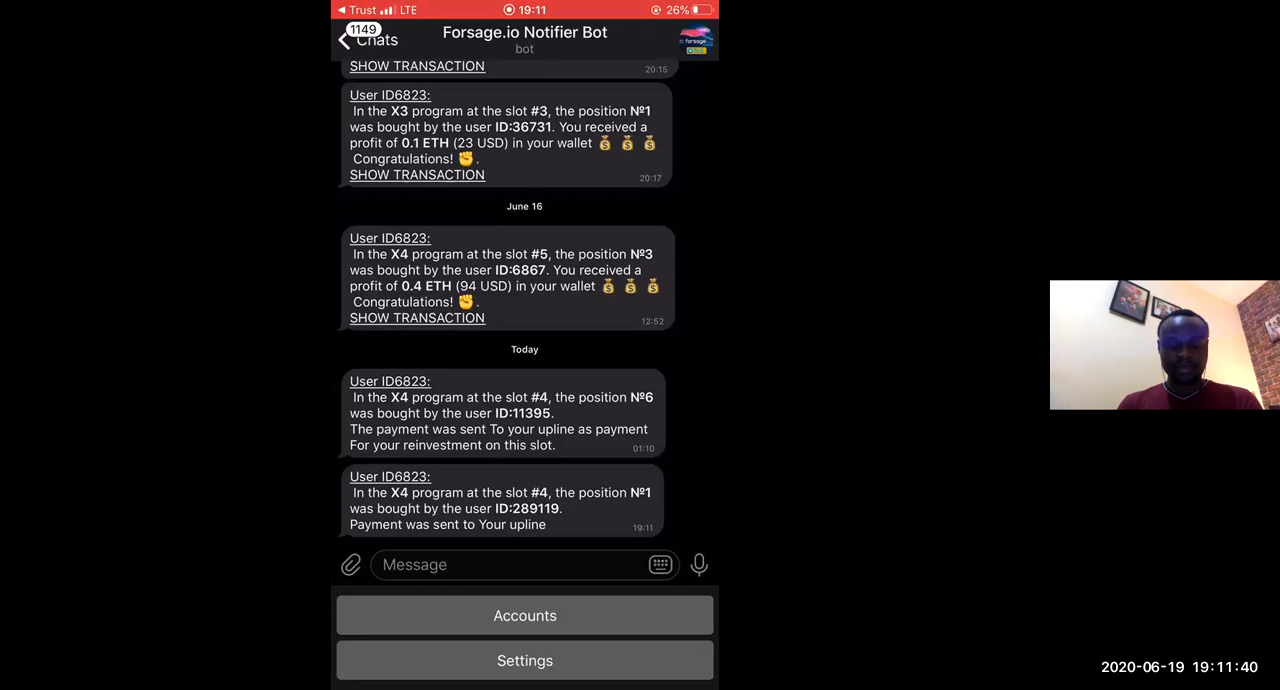 Trust LTE 19:11 26%
1149
Chats
Forsage.io Notifier Bot
bot
forsage
SHOW TRANSACTION 20:15
User ID6823:
In the X3 program at the slot #3, the position №1
was bought by the user ID:36731. You received a
profit of 0.1 ETH (23 USD) in your wallet 💰 💰 💰
Congratulations! ✊.
SHOW TRANSACTION 20:17
June 16
User ID6823:
In the X4 program at the slot #5, the position №3
was bought by the user ID:6867. You received a
profit of 0.4 ETH (94 USD) in your wallet 💰 💰 💰
Congratulations! ✊.
SHOW TRANSACTION 12:52
Today
User ID6823:
In the X4 program at the slot #4, the position №6
was bought by the user ID:11395.
The payment was sent To your upline as payment
For your reinvestment on this slot. 01:10
User ID6823:
In the X4 program at the slot #4, the position №1
was bought by the user ID:289119.
Payment was sent to Your upline 19:11
Message
Accounts
Settings
2020-06-19 19:11:40